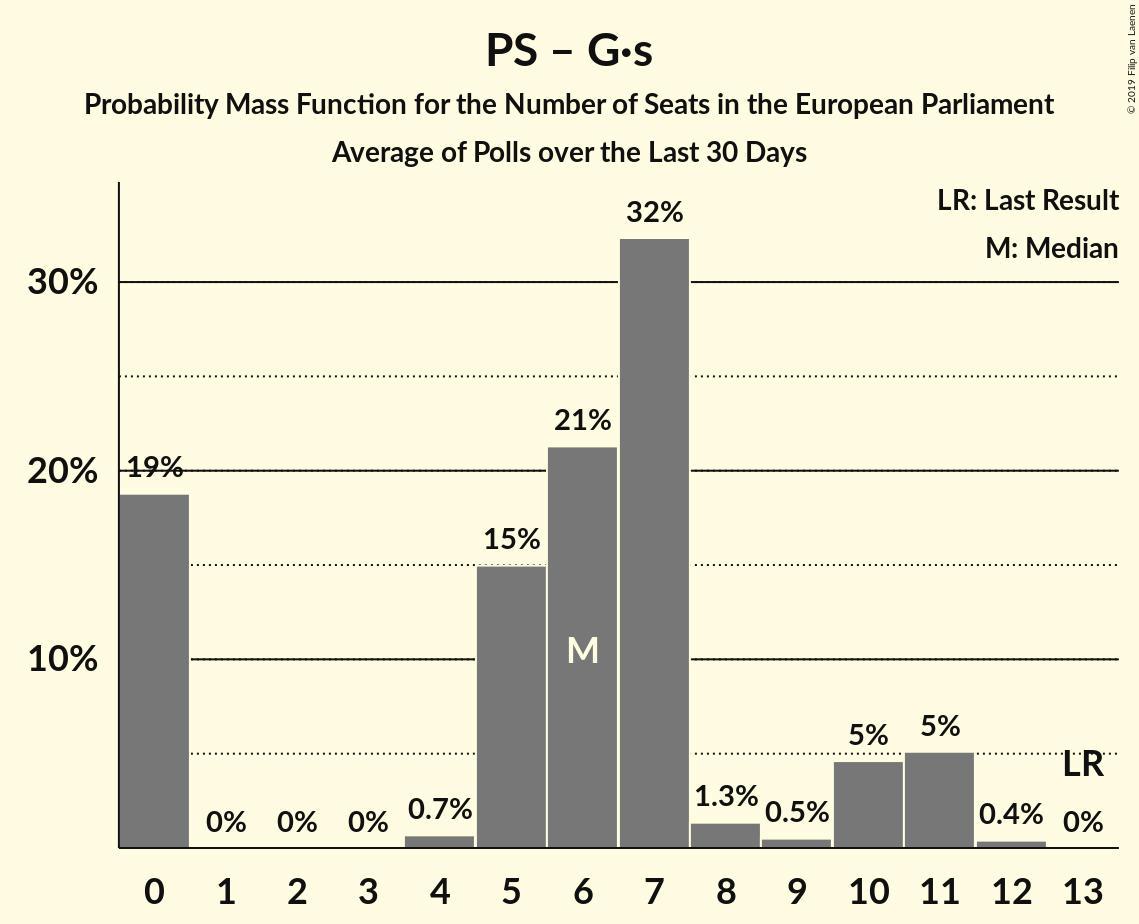 PS – G·s
Probability Mass Function for the Number of Seats in the European Parliament
Average of Polls over the Last 30 Days
© 2019 Filip van Laenen
LR: Last Result
M: Median
32%
30%
21%
20%
19%
15%
10%
M
5%
5%
LR
1.3%
0.7%
0.5%
0.4%
0%
0%
0%
0%
0 1 2 3 4 5 6 7 8 9 10 11 12 13